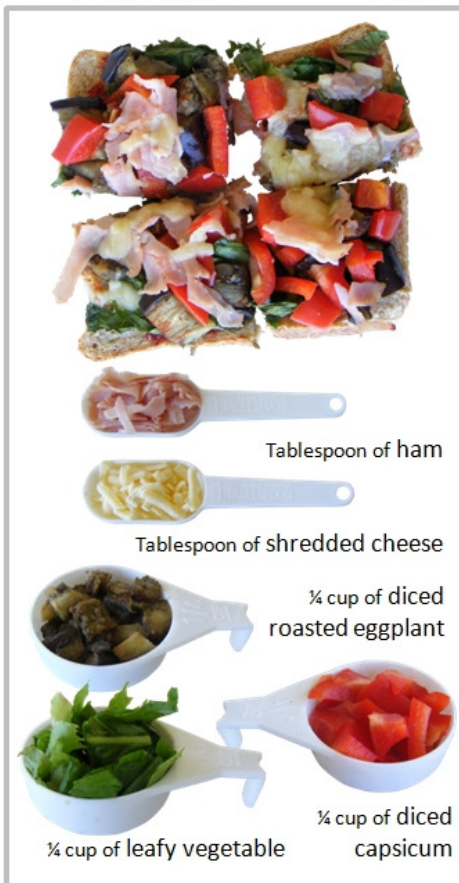 Tablespoon of ham
Tablespoon of shredded cheese
¼ cup of diced
roasted eggplant
¼ cup of leafy vegetable
¼ cup of diced
capsicum